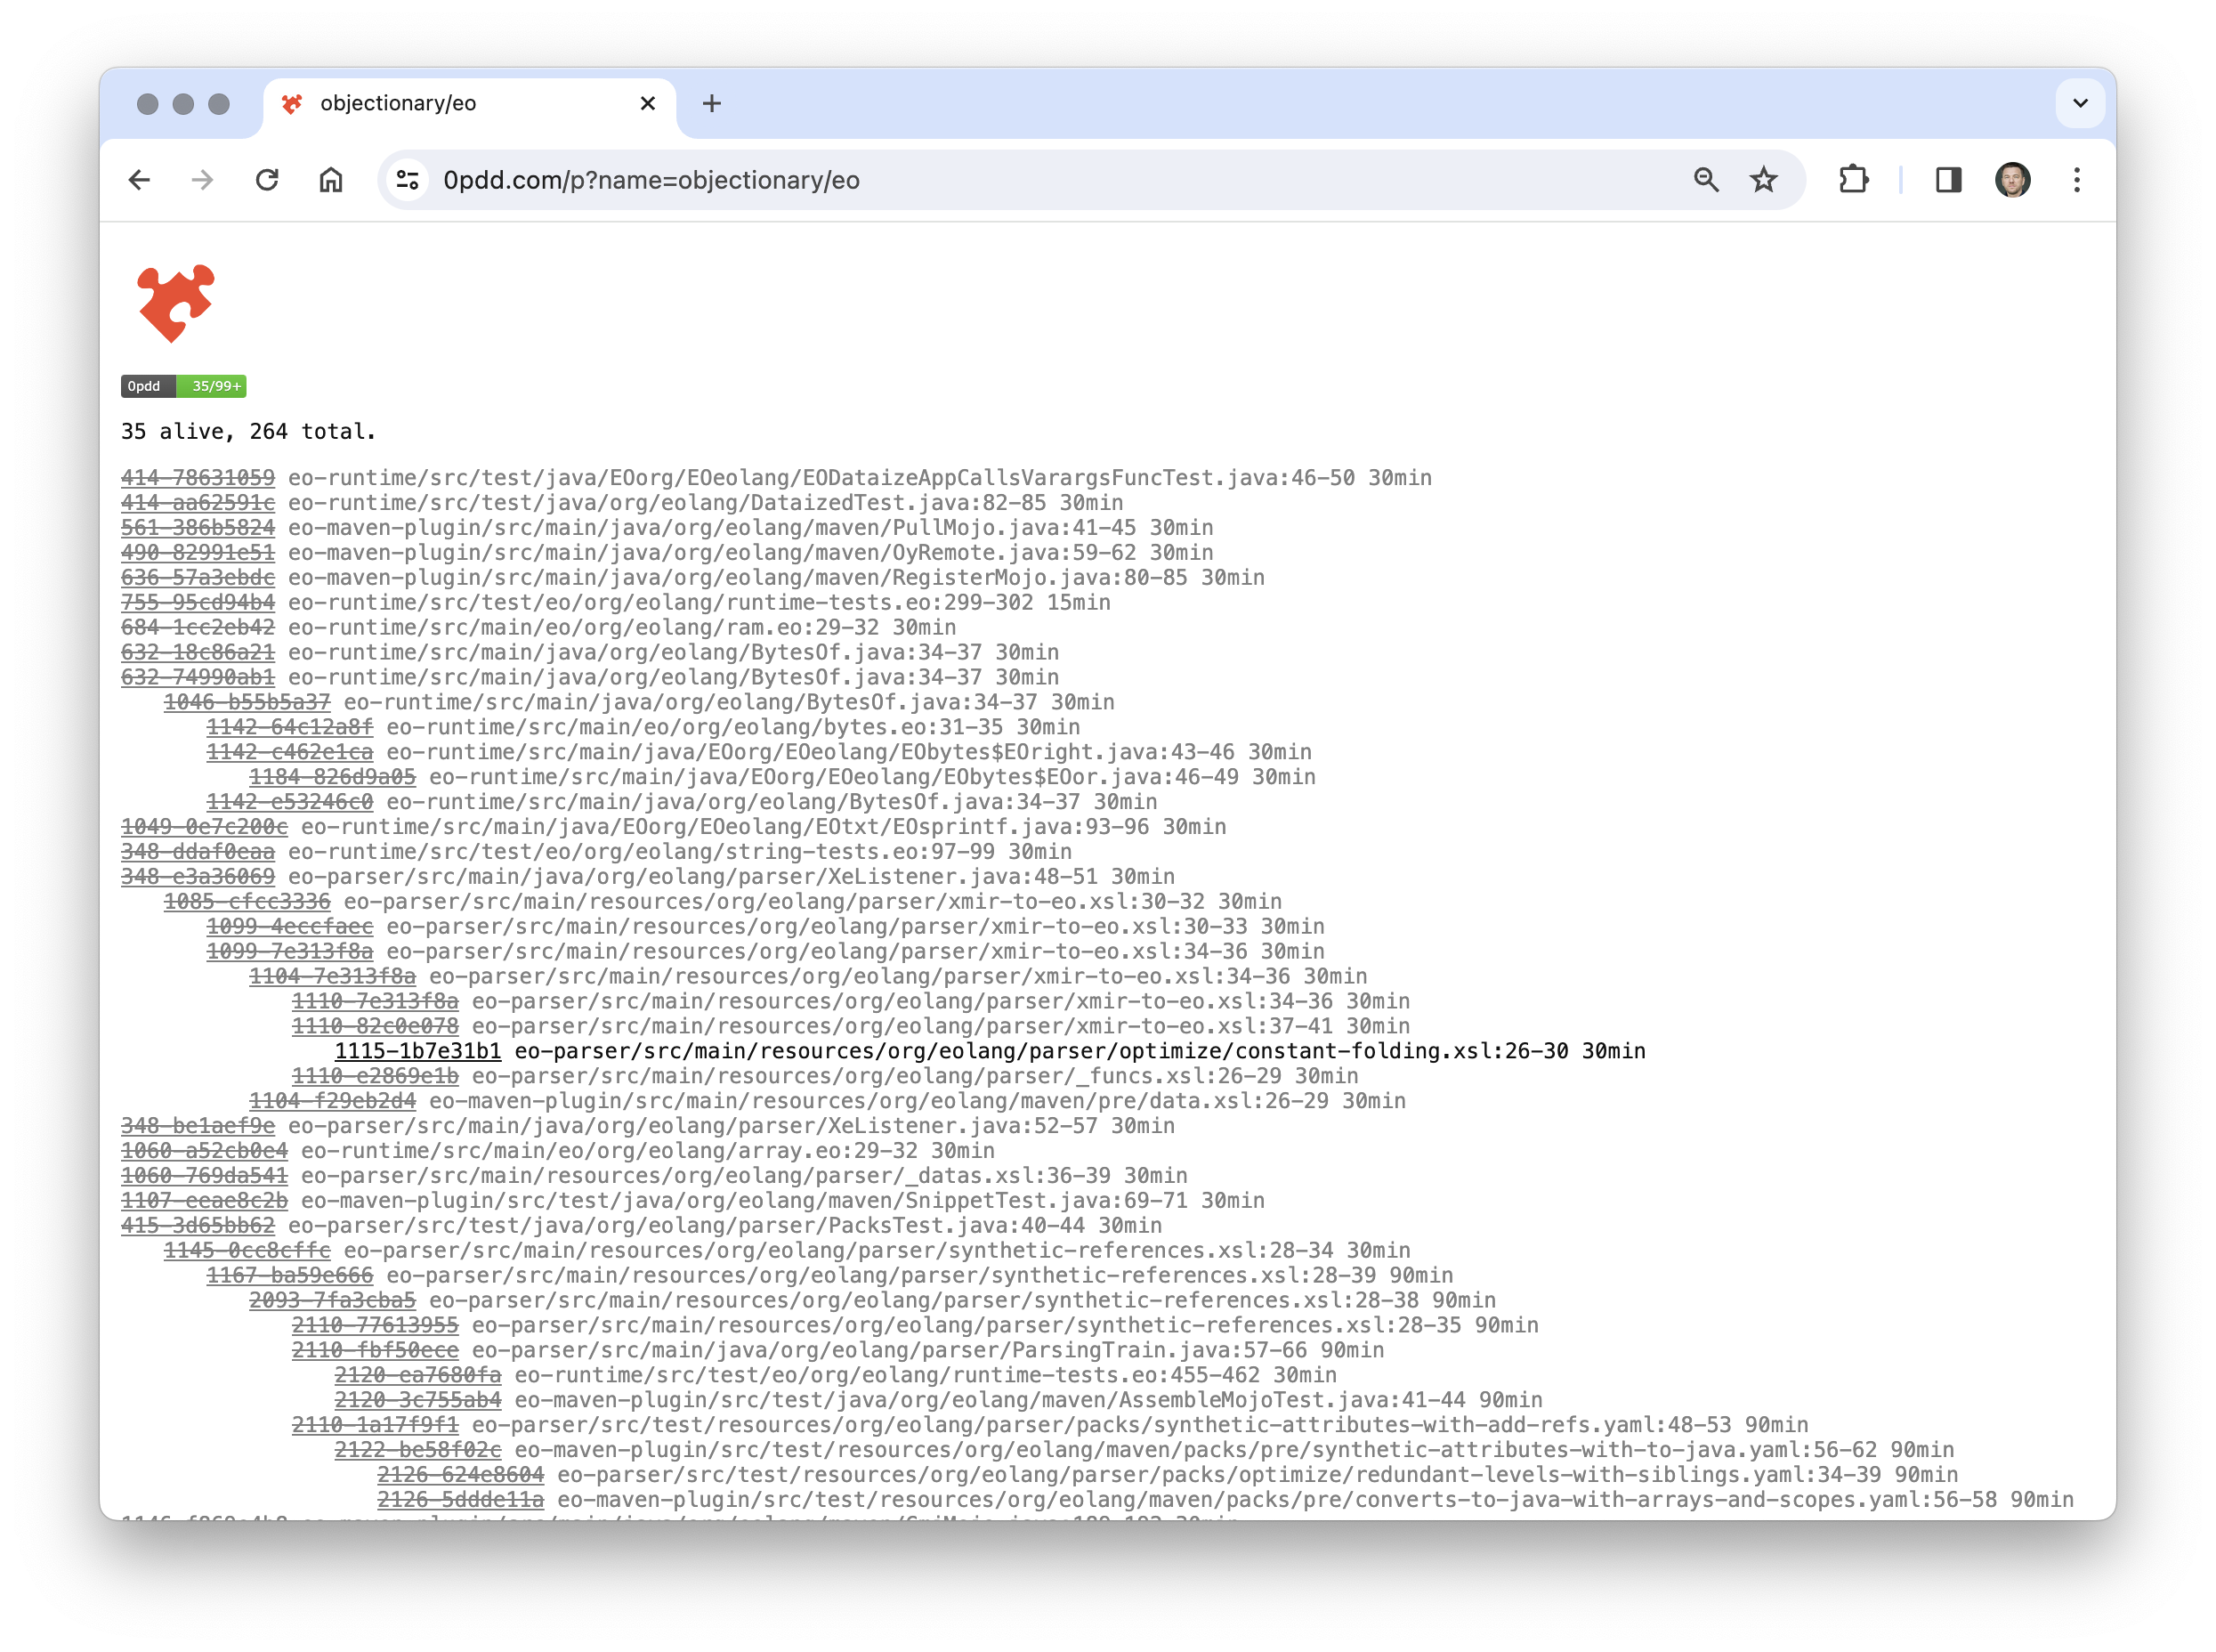 objectionary/eo
0pdd.com/p?name=objectionary/eo
0pdd 35/99+
35 alive, 264 total.
414-78631059 eo-runtime/src/test/java/EOorg/EOeolang/EODataizeAppCallsVarargsFuncTest.java:46-50 30min
414-aa62591c eo-runtime/src/test/java/org/eolang/DataizedTest.java:82-85 30min
561-386b5824 eo-maven-plugin/src/main/java/org/eolang/maven/PullMojo.java:41-45 30min
490-82991e51 eo-maven-plugin/src/main/java/org/eolang/maven/OyRemote.java:59-62 30min
636-57a3ebdc eo-maven-plugin/src/main/java/org/eolang/maven/RegisterMojo.java:80-85 30min
755-95cd94b4 eo-runtime/src/test/eo/org/eolang/runtime-tests.eo:299-302 15min
684-1cc2eb42 eo-runtime/src/main/eo/org/eolang/ram.eo:29-32 30min
632-18c86a21 eo-runtime/src/main/java/org/eolang/BytesOf.java:34-37 30min
632-74990ab1 eo-runtime/src/main/java/org/eolang/BytesOf.java:34-37 30min
1046-b55b5a37 eo-runtime/src/main/java/org/eolang/BytesOf.java:34-37 30min
1142-64c12a8f eo-runtime/src/main/eo/org/eolang/bytes.eo:31-35 30min
1142-c462e1ca eo-runtime/src/main/java/EOorg/EOeolang/EObytes$EOright.java:43-46 30min
1184-826d9a05 eo-runtime/src/main/java/EOorg/EOeolang/EObytes$EOor.java:46-49 30min
1142-e53246c0 eo-runtime/src/main/java/org/eolang/BytesOf.java:34-37 30min
1049-0e7c200c eo-runtime/src/main/java/EOorg/EOeolang/EOtxt/EOsprintf.java:93-96 30min
348-ddaf0eaa eo-runtime/src/test/eo/org/eolang/string-tests.eo:97-99 30min
348-e3a36069 eo-parser/src/main/java/org/eolang/parser/XeListener.java:48-51 30min
1085-cfcc3336 eo-parser/src/main/resources/org/eolang/parser/xmir-to-eo.xsl:30-32 30min
1099-4eccfaec eo-parser/src/main/resources/org/eolang/parser/xmir-to-eo.xsl:30-33 30min
1099-7e313f8a eo-parser/src/main/resources/org/eolang/parser/xmir-to-eo.xsl:34-36 30min
1104-7e313f8a eo-parser/src/main/resources/org/eolang/parser/xmir-to-eo.xsl:34-36 30min
1110-7e313f8a eo-parser/src/main/resources/org/eolang/parser/xmir-to-eo.xsl:34-36 30min
1110-82c0e078 eo-parser/src/main/resources/org/eolang/parser/xmir-to-eo.xsl:37-41 30min
1115-1b7e31b1 eo-parser/src/main/resources/org/eolang/parser/optimize/constant-folding.xsl:26-30 30min
1110-e2869e1b eo-parser/src/main/resources/org/eolang/parser/_funcs.xsl:26-29 30min
1104-f29eb2d4 eo-maven-plugin/src/main/resources/org/eolang/maven/pre/data.xsl:26-29 30min
348-be1aef9e eo-parser/src/main/java/org/eolang/parser/XeListener.java:52-57 30min
1060-a52cb0e4 eo-runtime/src/main/eo/org/eolang/array.eo:29-32 30min
1060-769da541 eo-parser/src/main/resources/org/eolang/parser/_datas.xsl:36-39 30min
1107-eeae8c2b eo-maven-plugin/src/test/java/org/eolang/maven/SnippetTest.java:69-71 30min
415-3d65bb62 eo-parser/src/test/java/org/eolang/parser/PacksTest.java:40-44 30min
1145-0cc8cffc eo-parser/src/main/resources/org/eolang/parser/synthetic-references.xsl:28-34 30min
1167-ba59e666 eo-parser/src/main/resources/org/eolang/parser/synthetic-references.xsl:28-39 90min
2093-7fa3cba5 eo-parser/src/main/resources/org/eolang/parser/synthetic-references.xsl:28-38 90min
2110-77613955 eo-parser/src/main/resources/org/eolang/parser/synthetic-references.xsl:28-35 90min
2110-fbf50ece eo-parser/src/main/java/org/eolang/parser/ParsingTrain.java:57-66 90min
2120-ea7680fa eo-runtime/src/test/eo/org/eolang/runtime-tests.eo:455-462 30min
2120-3c755ab4 eo-maven-plugin/src/test/java/org/eolang/maven/AssembleMojoTest.java:41-44 90min
2110-1a17f9f1 eo-parser/src/test/resources/org/eolang/parser/packs/synthetic-attributes-with-add-refs.yaml:48-53 90min
2122-be58f02c eo-maven-plugin/src/test/resources/org/eolang/maven/packs/pre/synthetic-attributes-with-to-java.yaml:56-62 90min
2126-624e8604 eo-parser/src/test/resources/org/eolang/parser/packs/optimize/redundant-levels-with-siblings.yaml:34-39 90min
2126-5ddde11a eo-maven-plugin/src/test/resources/org/eolang/maven/packs/pre/converts-to-java-with-arrays-and-scopes.yaml:56-58 90min